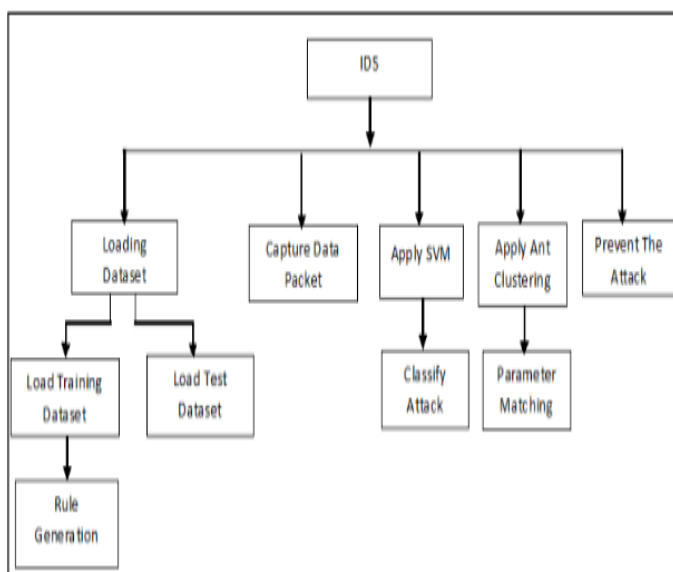 IDS
Loading
Dataset
Capture Data
Packet
Apply SVM
Apply Ant
Clustering
Prevent The
Attack
Load Training
Dataset
Load Test
Dataset
Classify
Attack
Parameter
Matching
Rule
Generation